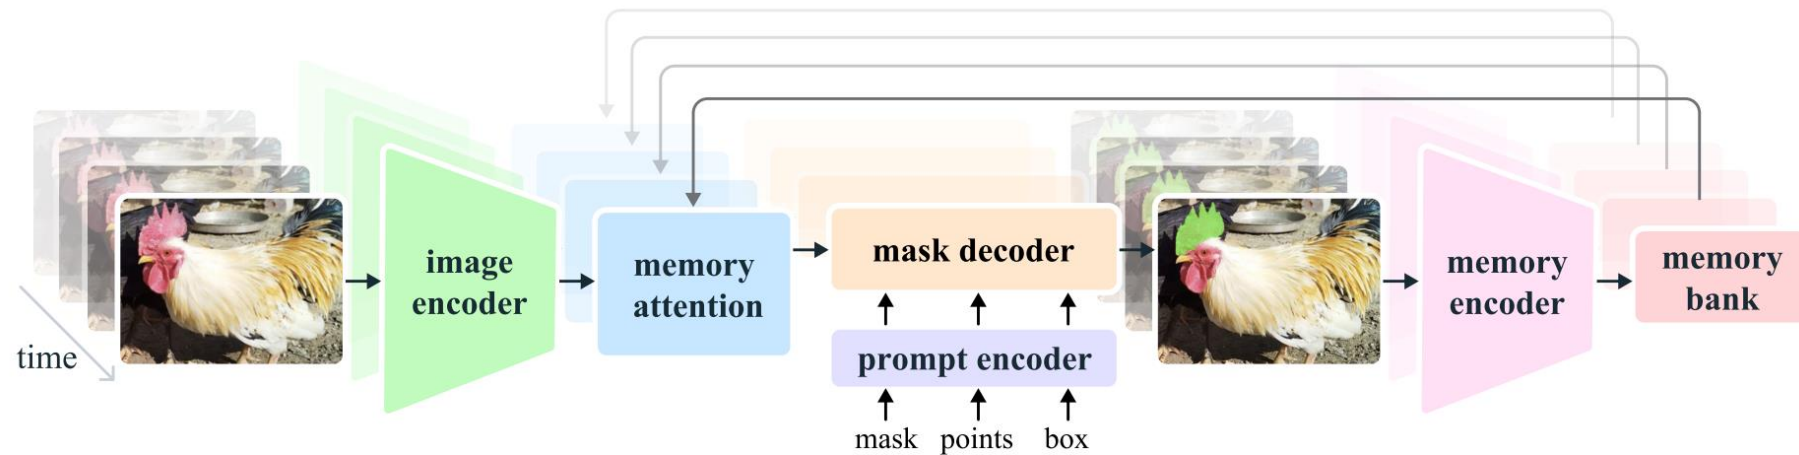 time
image
encoder
memory
attention
mask decoder
prompt encoder
mask points box
memory
encoder
memory
bank